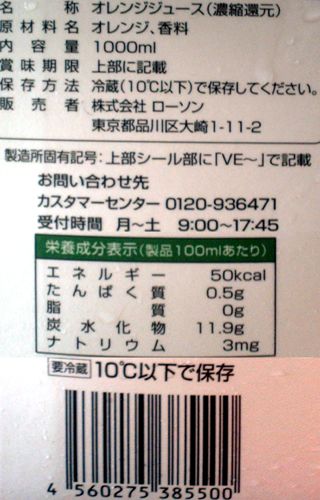 名称 オレンジジュース(濃縮還元)
原材料名 オレンジ、香料
内容量 1000ml
賞味期限 上部に記載
保存方法 冷蔵(10℃以下)で保存してください。
販売者 株式会社 ローソン
東京都品川区大崎1-11-2
製造所固有記号:上部シール部に「VE～」で記載
お問い合わせ先
カスタマーセンター 0120-936471
受付時間 月～土 9:00～17:45
栄養成分表示(製品100mlあたり)
エネルギー 50kcal
たんぱく質 0.5g
脂質 0g
炭水化物 11.9g
ナトリウム 3mg
要冷蔵 10℃以下で保存
4 560275 385500